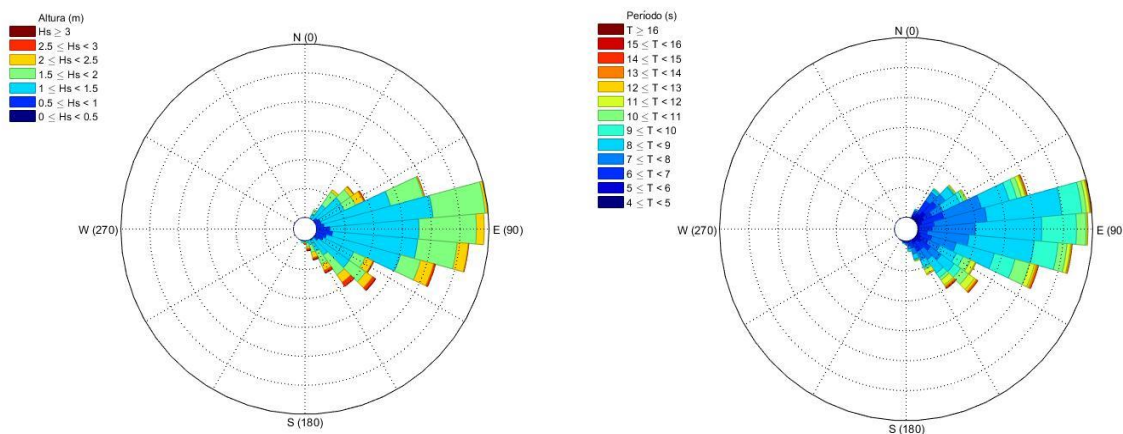 Altura (m)
Hs ≥ 3
2.5 ≤ Hs < 3
2 ≤ Hs < 2.5
1.5 ≤ Hs < 2
1 ≤ Hs < 1.5
0.5 ≤ Hs < 1
0 ≤ Hs < 0.5
N (0)
W (270)
E (90)
S (180)
Período (s)
T ≥ 16
15 ≤ T < 16
14 ≤ T < 15
13 ≤ T < 14
12 ≤ T < 13
11 ≤ T < 12
10 ≤ T < 11
9 ≤ T < 10
8 ≤ T < 9
7 ≤ T < 8
6 ≤ T < 7
5 ≤ T < 6
4 ≤ T < 5
N (0)
W (270)
E (90)
S (180)